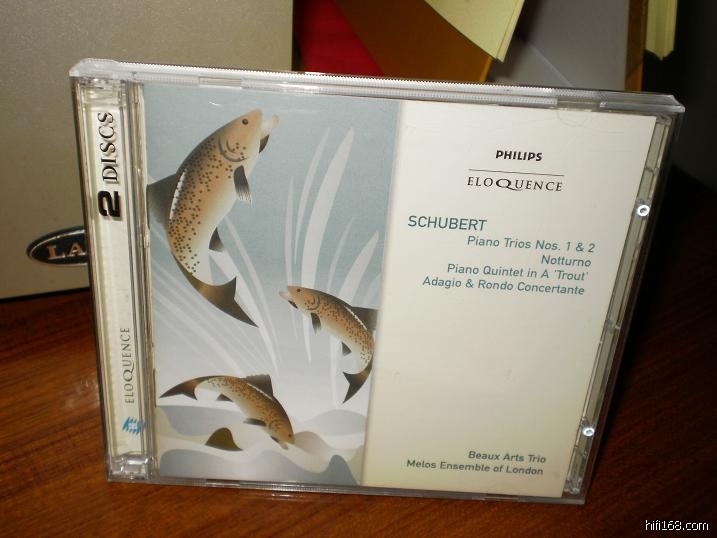 2 DISCS
ELOQUENCE
PHILIPS
ELOQUENCE
SCHUBERT
Piano Trios Nos. 1 & 2
Notturno
Piano Quintet in A 'Trout'
Adagio & Rondo Concertante
Beaux Arts Trio
Melos Ensemble of London
LA
hifi168.com